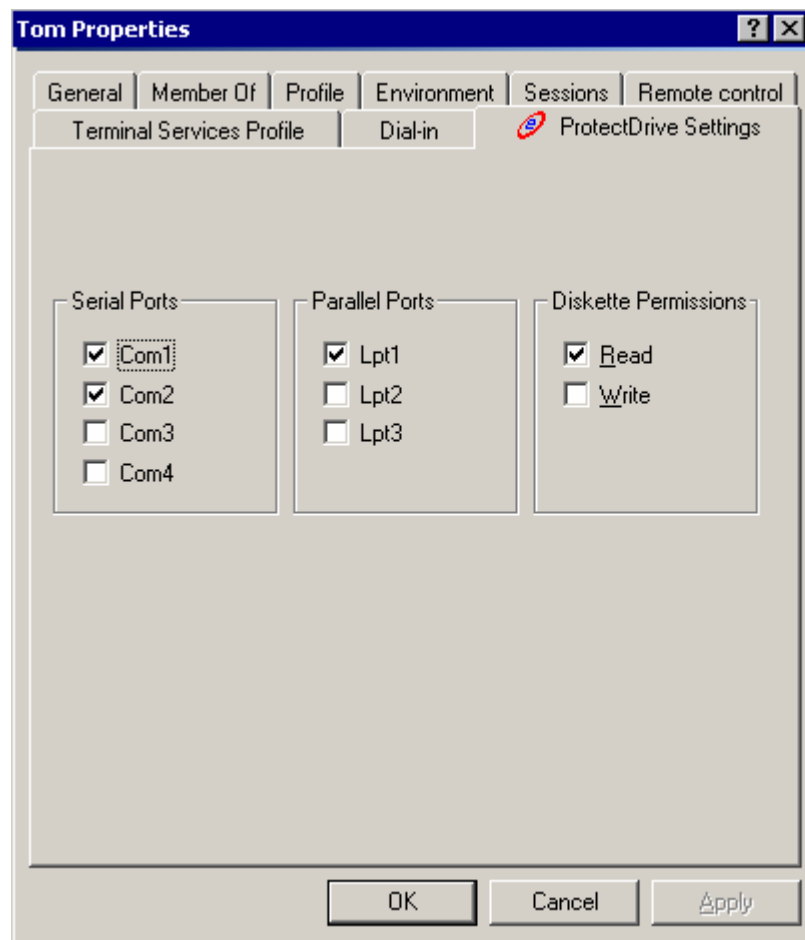 Tom Properties
General Member Of Profile Environment Sessions Remote control
Terminal Services Profile Dial-in ProtectDrive Settings
Serial Ports Parallel Ports Diskette Permissions
Com1 Lpt1 Read
Com2 Lpt2 Write
Com3 Lpt3
Com4
OK Cancel Apply